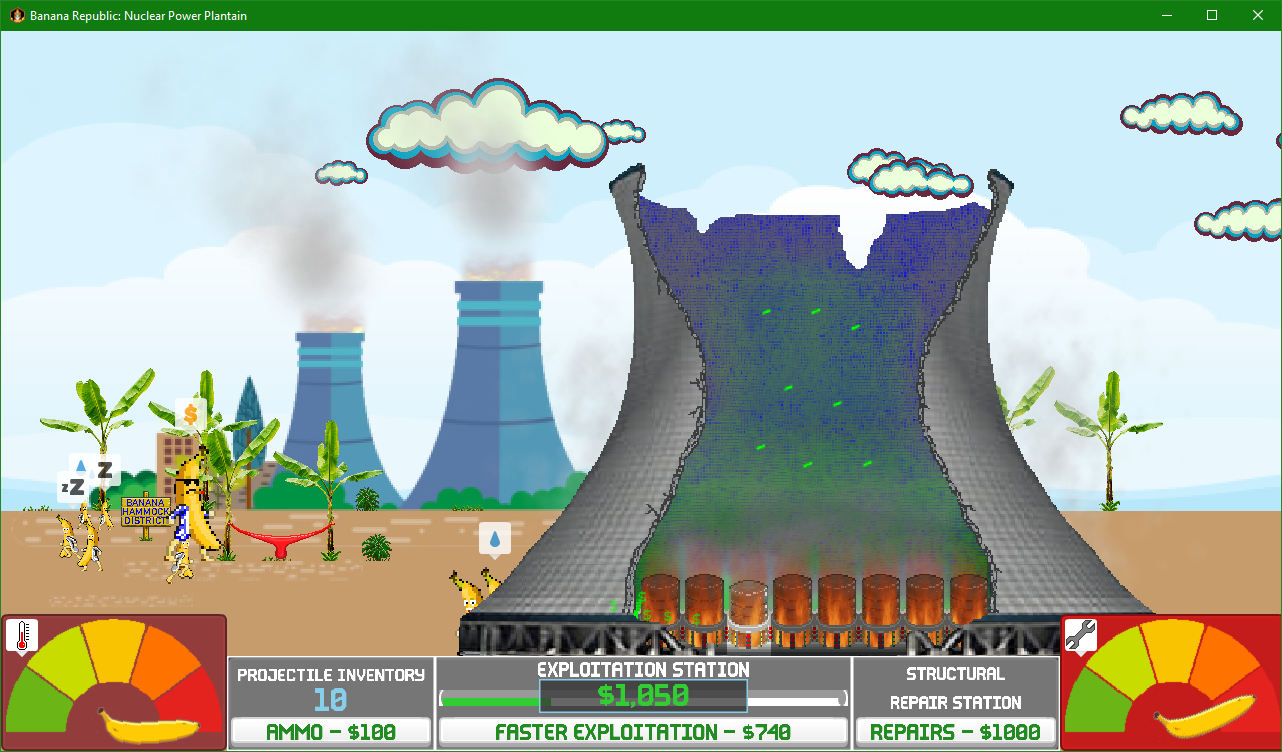 Banana Republic: Nuclear Power Plantain
$
Z
zZ
BANANA
HAMMOCK
DISTRICT
PROJECTILE INVENTORY
10
AMMO - $100
EXPLOITATION STATION
$1,050
FASTER EXPLOITATION - $740
STRUCTURAL
REPAIR STATION
REPAIRS - $1000